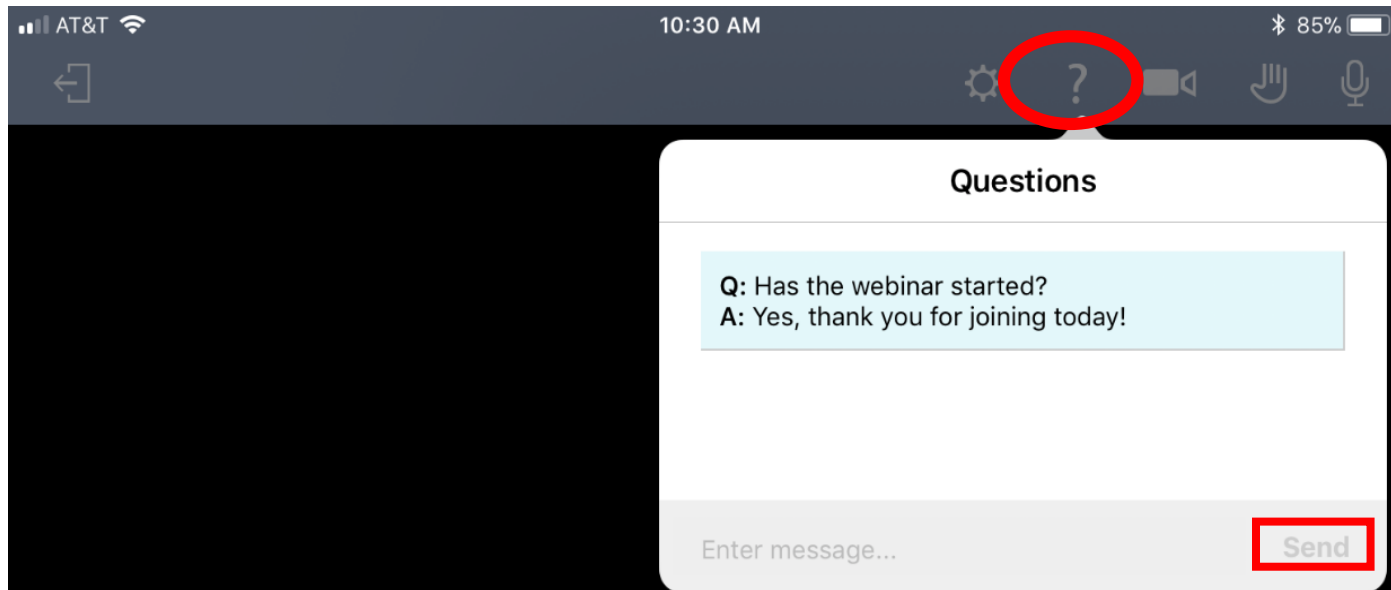 AT&T 10:30 AM 85%
?
Questions
Q: Has the webinar started?
A: Yes, thank you for joining today!
Enter message... Send